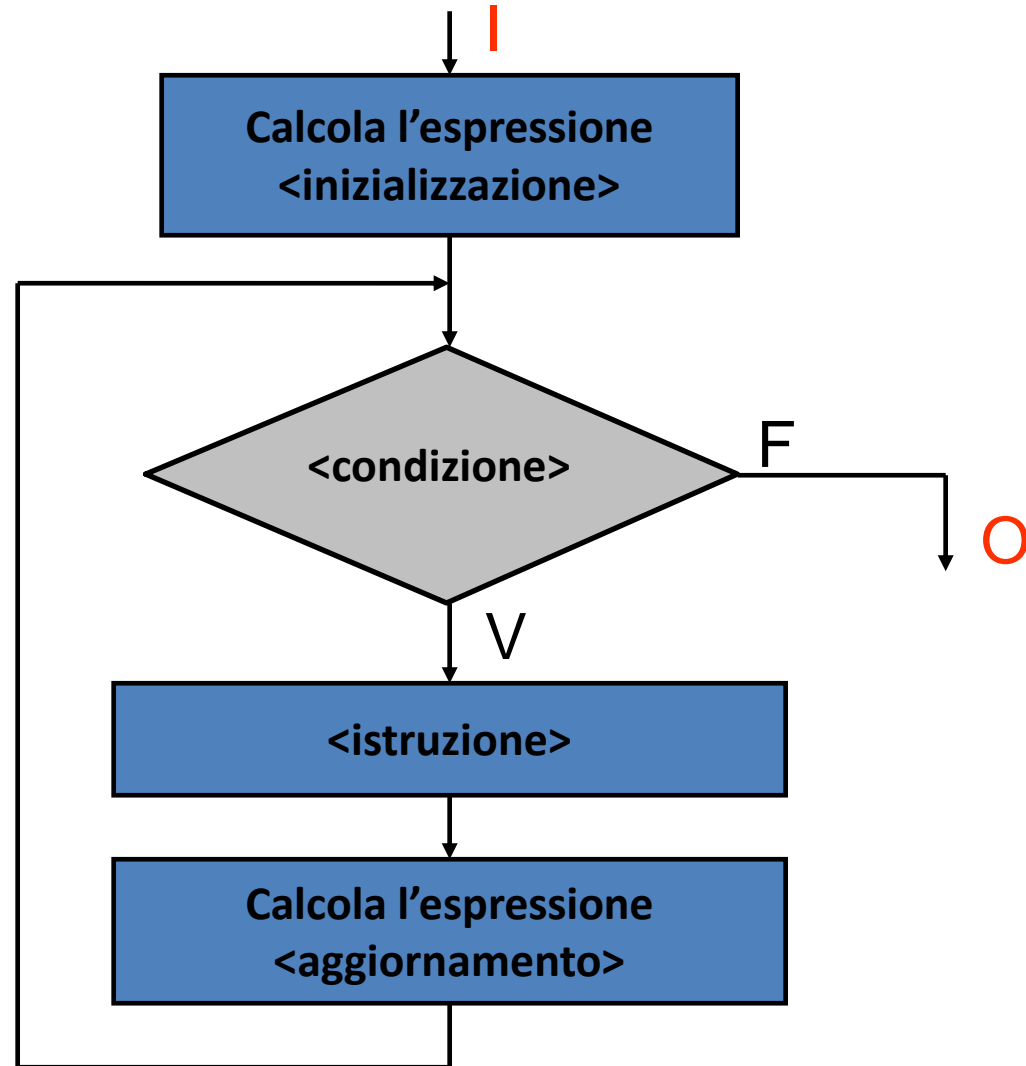 I
Calcola l’espressione
<inizializzazione>
<condizione>
F
O
V
<istruzione>
Calcola l’espressione
<aggiornamento>